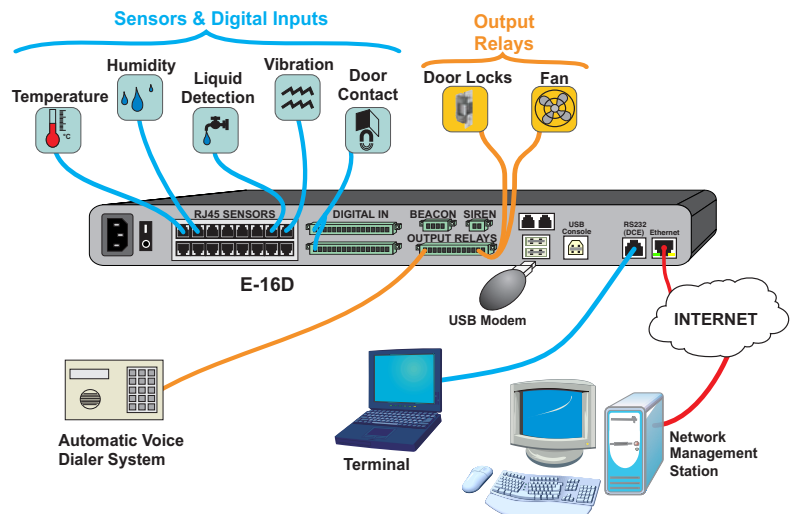 Sensors & Digital Inputs
Output
Relays
Temperature
Humidity
Liquid
Detection
Vibration
Door
Contact
Door Locks
Fan
°C
RJ45 SENSORS
DIGITAL IN
BEACON
SIREN
OUTPUT RELAYS
USB
Console
RS232
(DCE)
Ethernet
I
O
E-16D
USB Modem
INTERNET
Automatic Voice
Dialer System
Terminal
Network
Management
Station